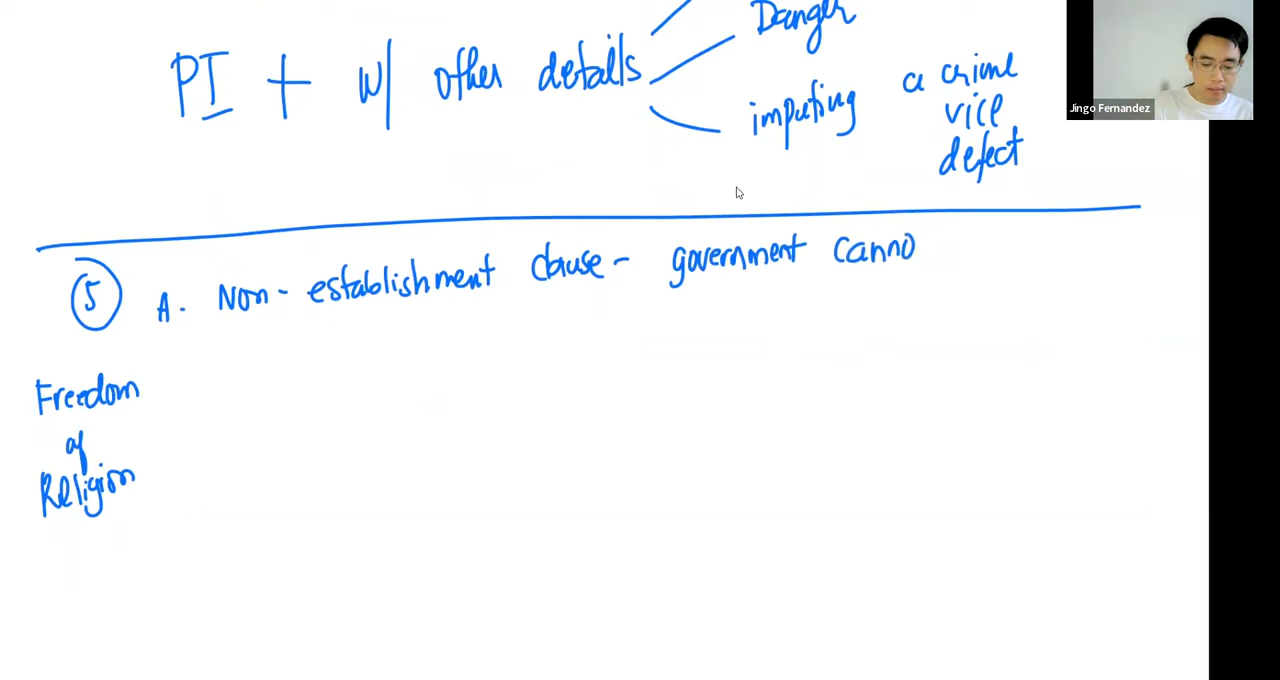 Danger
PI + w/ other details
imputing a crime
vice
defect
Jingo Fernandez
5 A. Non-establishment clause - government canno
Freedom
of
Religion